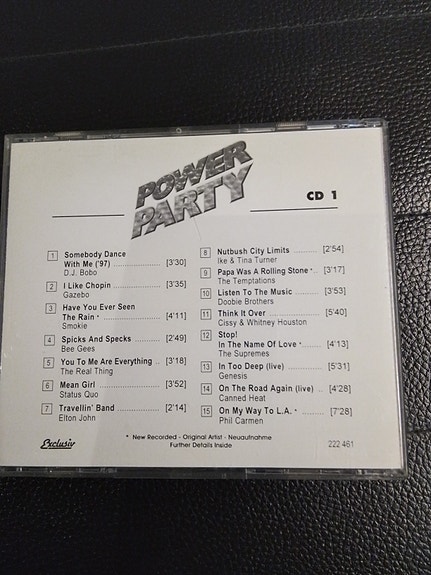 POWER
PARTY
CD 1
1 Somebody Dance
With Me ('97) ................ [3'30]
D.J. Bobo
2 I Like Chopin ................ [3'35]
Gazebo
3 Have You Ever Seen
The Rain * ..................... [4'11]
Smokie
4 Spicks And Specks ....... [2'49]
Bee Gees
5 You To Me Are Everything .. [3'18]
The Real Thing
6 Mean Girl ..................... [3'52]
Status Quo
7 Travellin' Band .............. [2'14]
Elton John
8 Nutbush City Limits ........ [2'54]
Ike & Tina Turner
9 Papa Was A Rolling Stone *.. [3'17]
The Temptations
10 Listen To The Music ........ [3'53]
Doobie Brothers
11 Think It Over ................. [5'40]
Cissy & Whitney Houston
12 Stop!
In The Name Of Love * ..... [4'13]
The Supremes
13 In Too Deep (live) ........... [5'31]
Genesis
14 On The Road Again (live) .. [4'28]
Canned Heat
15 On My Way To L.A. * ....... [7'28]
Phil Carmen
Exclusiv
* New Recorded - Original Artist - Neuaufnahme
Further Details Inside
222 461